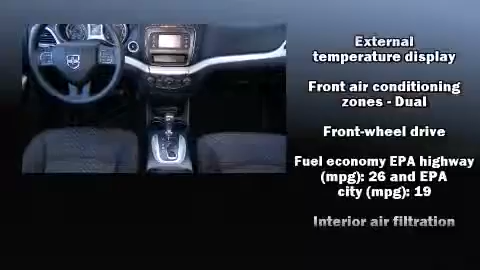 External
temperature display
Front air conditioning
zones - Dual
Front-wheel drive
Fuel economy EPA highway
(mpg): 26 and EPA
city (mpg): 19
Interior air filtration